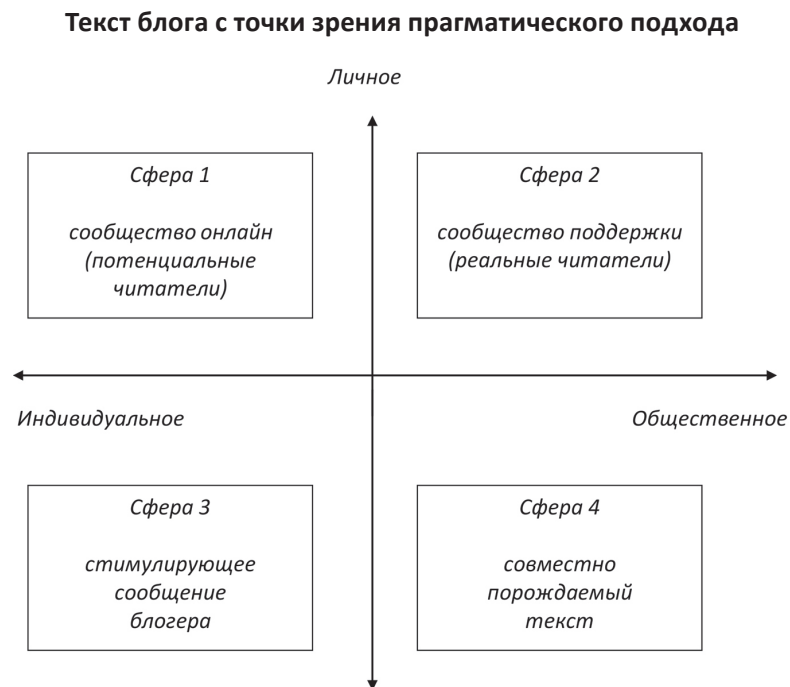 Текст блога с точки зрения прагматического подхода
Личное
Сфера 1
сообщество онлайн
(потенциальные
читатели)
Сфера 2
сообщество поддержки
(реальные читатели)
Индивидуальное
Общественное
Сфера 3
стимулирующее
сообщение
блогера
Сфера 4
совместно
порождаемый
текст